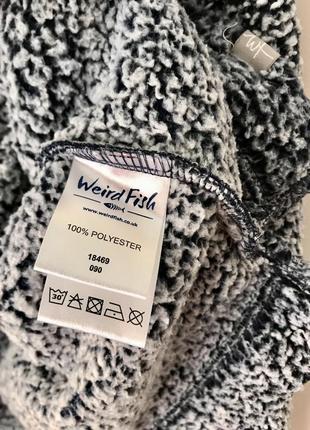 WF
Weird Fish
www.weirdfish.co.uk
100% POLYESTER
18469
090
30